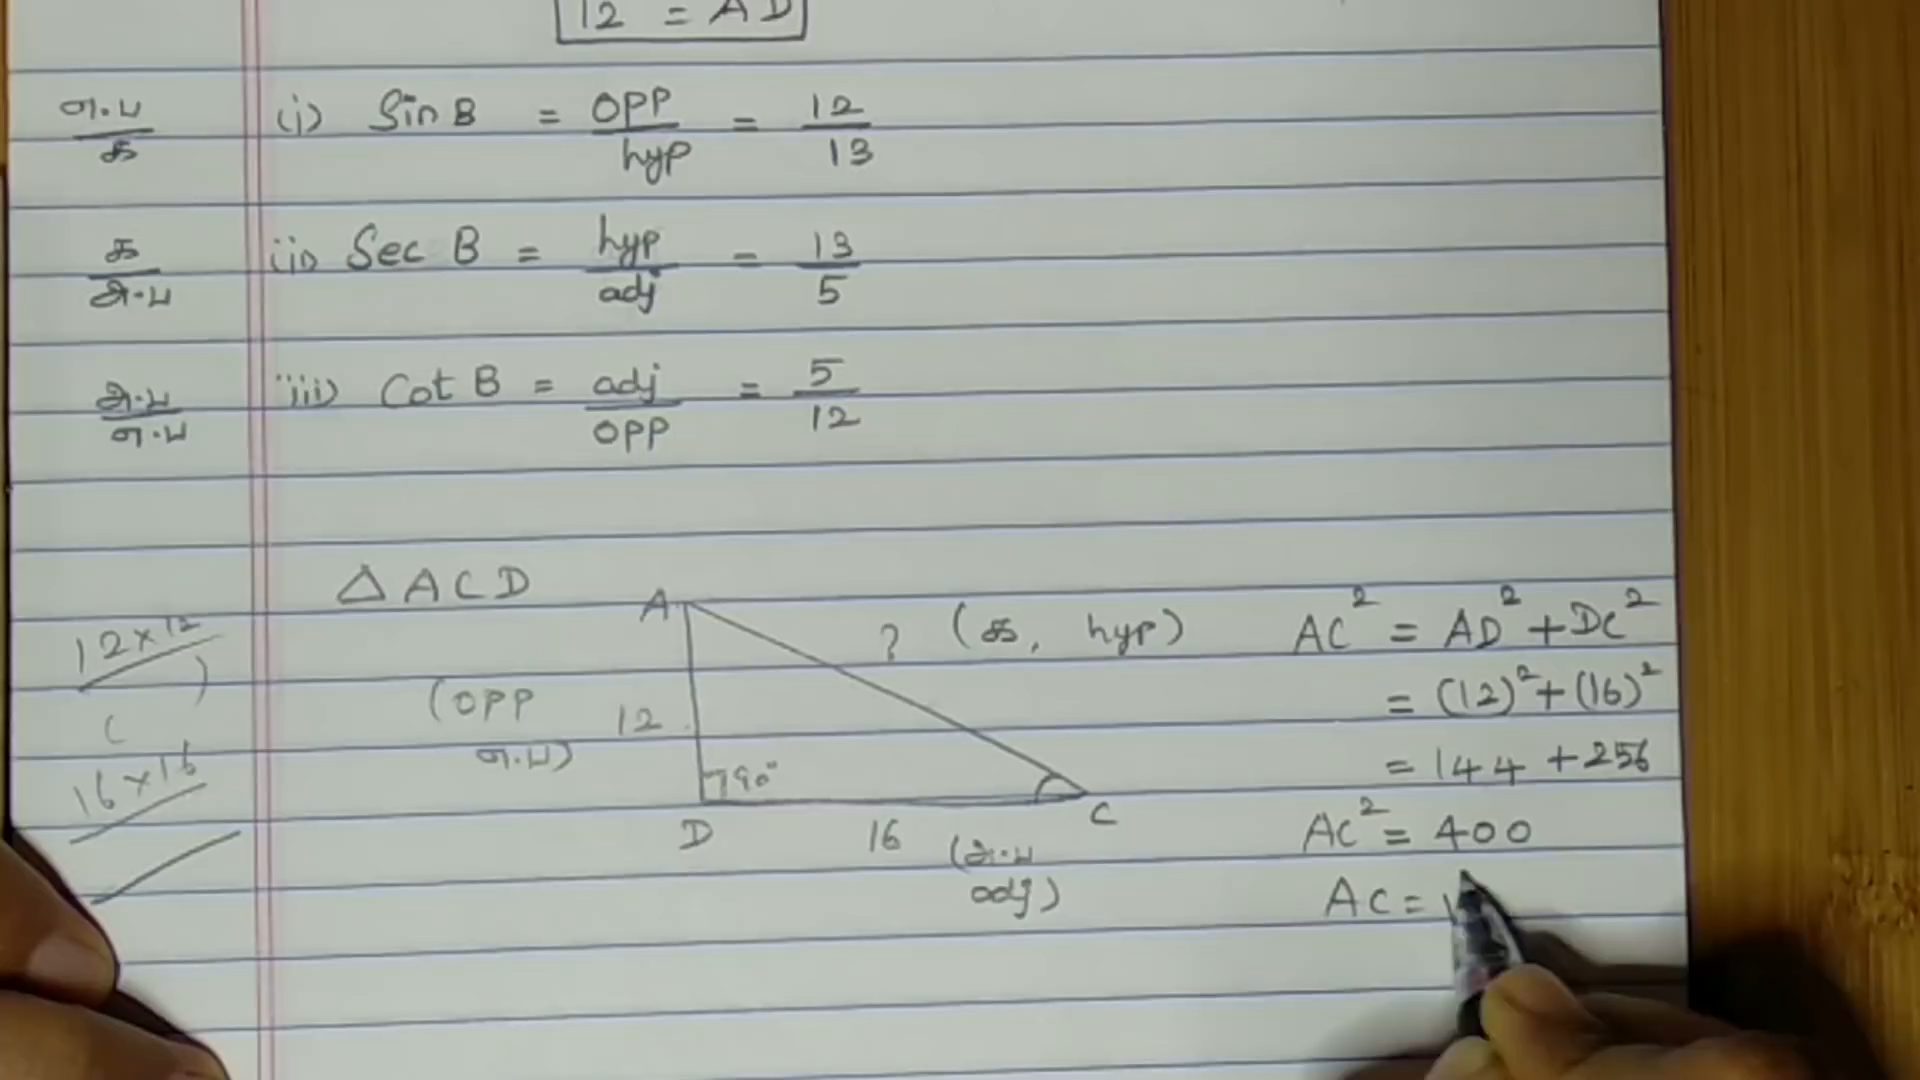 12 = AD
எ.ப / க (i) Sin B = opp / hyp = 12 / 13
க / அ.ப ii) Sec B = hyp / adj = 13 / 5
அ.ப / எ.ப iii) Cot B = adj / opp = 5 / 12
△ ACD
A ? (க, hyp) AC² = AD² + DC²
12 × 12
(opp 12 = (12)² + (16)²
எ.ப)
90° = 144 + 256
16 × 16
D 16 C AC² = 400
(அ.ப
adj) AC =